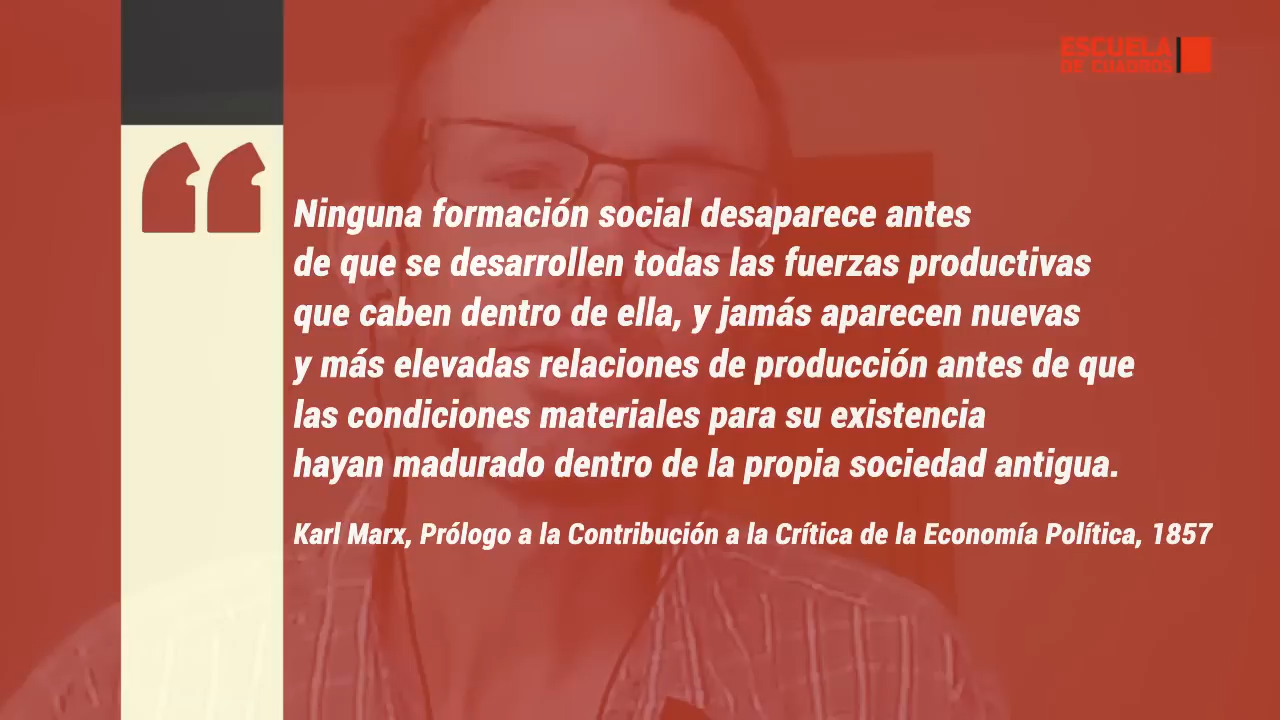 ESCUELA
DE CUADROS
Ninguna formación social desaparece antes
de que se desarrollen todas las fuerzas productivas
que caben dentro de ella, y jamás aparecen nuevas
y más elevadas relaciones de producción antes de que
las condiciones materiales para su existencia
hayan madurado dentro de la propia sociedad antigua.
Karl Marx, Prólogo a la Contribución a la Crítica de la Economía Política, 1857